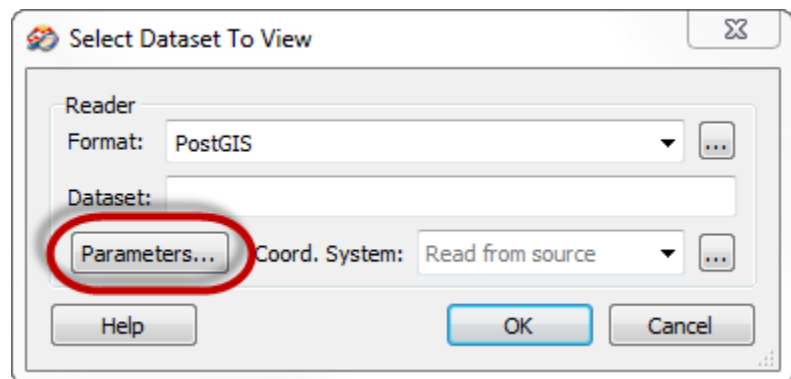 Select Dataset To View
Reader
Format: PostGIS ...
Dataset:
Parameters... Coord. System: Read from source ...
Help OK Cancel